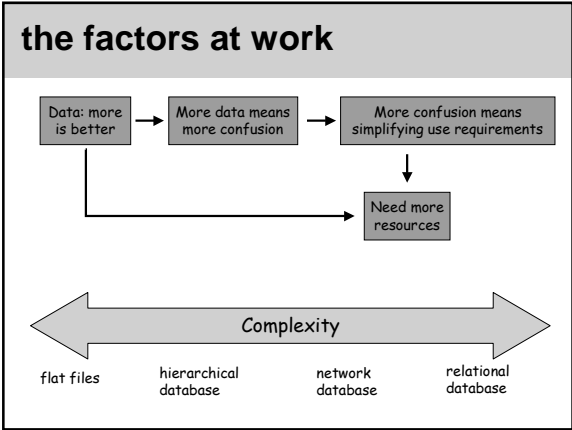 the factors at work
Data: more
is better
More data means
more confusion
More confusion means
simplifying use requirements
Need more
resources
Complexity
flat files
hierarchical
database
network
database
relational
database